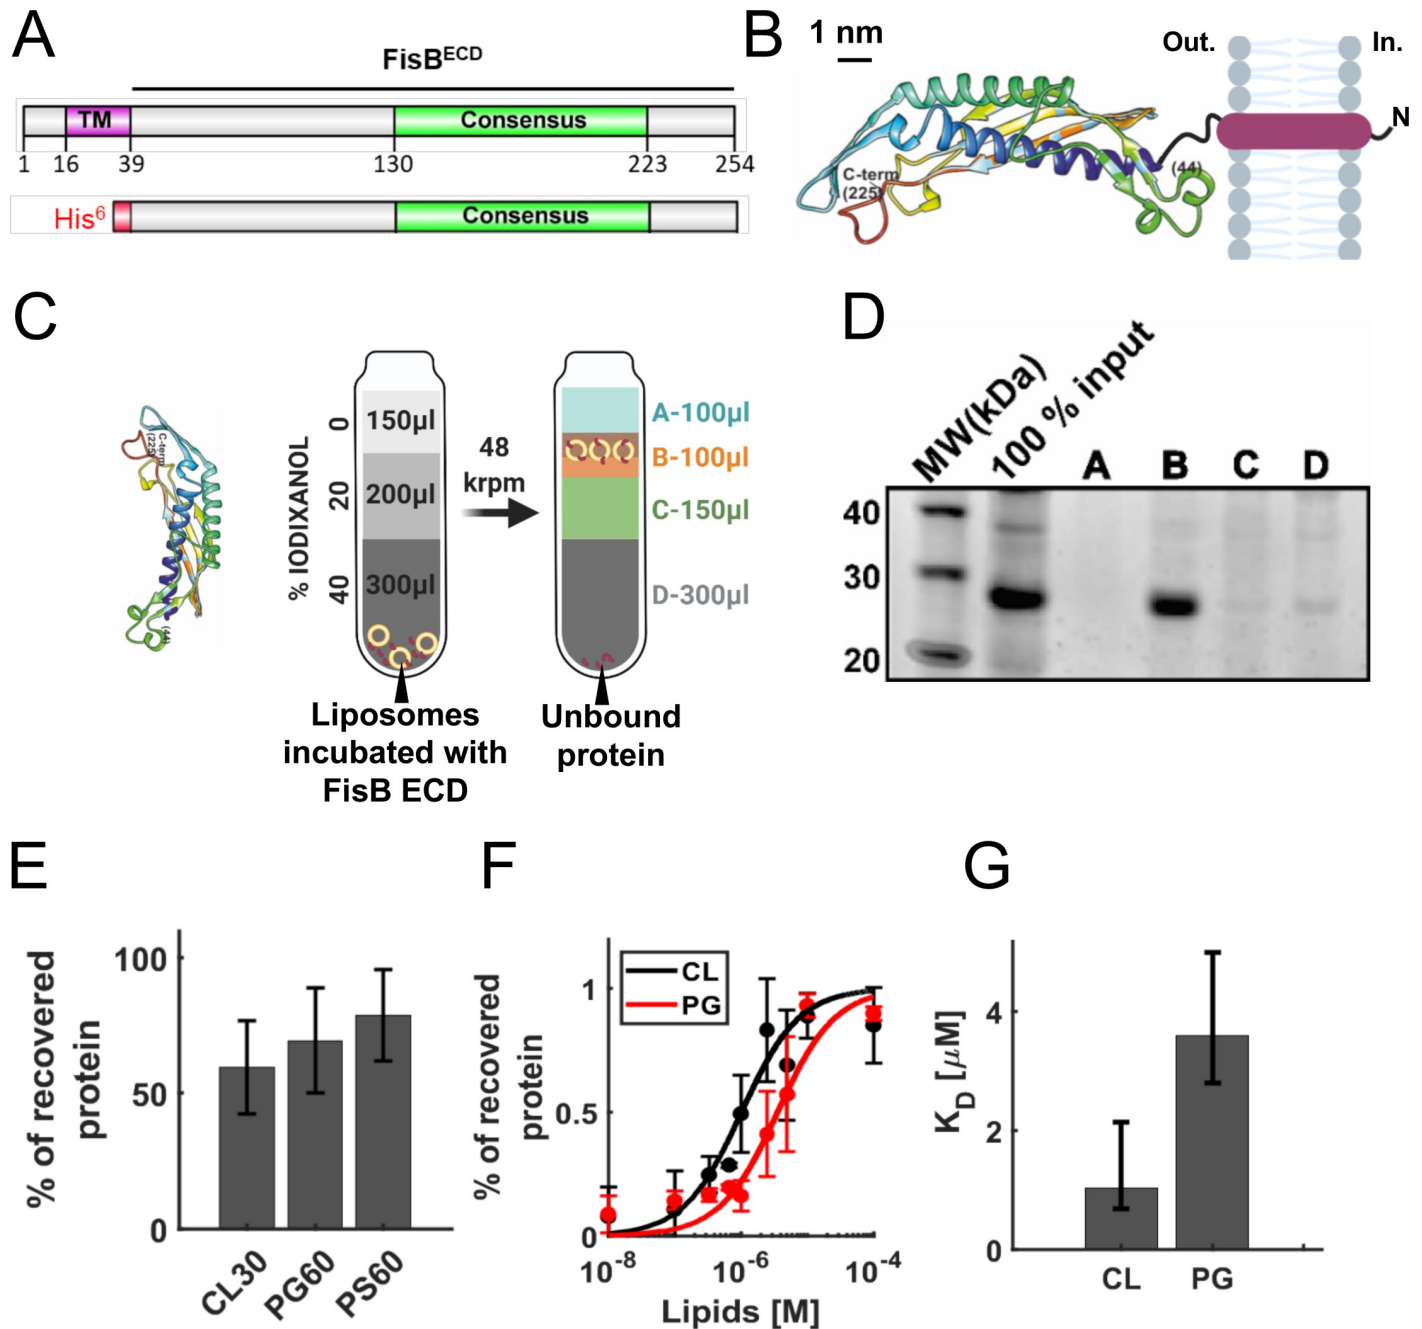 A
FisB^ECD
TM
Consensus
1 16 39 130 223 254
His^6
Consensus
B
1 nm
Out.
In.
N
C-term
(225)
(44)
C
C-term
(225)
(44)
% IODIXANOL
0
20
40
150µl
200µl
300µl
48
krpm
A-100µl
B-100µl
C-150µl
D-300µl
Liposomes
incubated with
FisB ECD
Unbound
protein
D
MW(kDa)
100 % input
A B C D
40
30
20
E
% of recovered
protein
100
50
0
CL30
PG60
PS60
F
% of recovered
protein
1
0.5
0
CL
PG
10^-8 10^-6 10^-4
Lipids [M]
G
K_D [µM]
4
2
0
CL PG